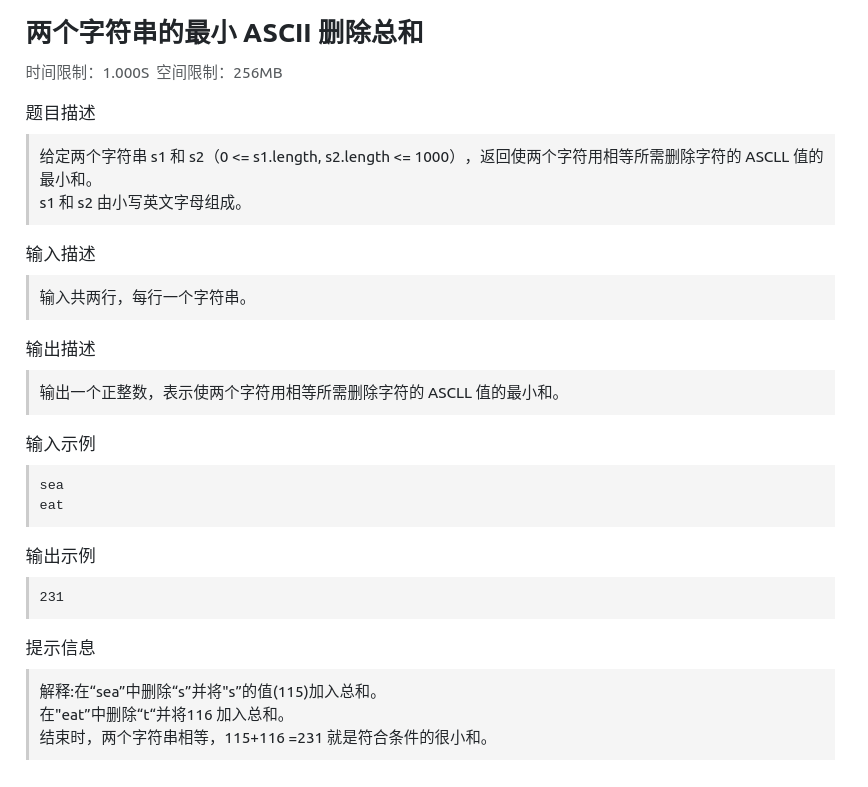 两个字符串的最小 ASCII 删除总和
时间限制：1.000S 空间限制：256MB
题目描述
给定两个字符串 s1 和 s2（0 <= s1.length, s2.length <= 1000），返回使两个字符用相等所需删除字符的 ASCLL 值的
最小和。
s1 和 s2 由小写英文字母组成。
输入描述
输入共两行，每行一个字符串。
输出描述
输出一个正整数，表示使两个字符用相等所需删除字符的 ASCLL 值的最小和。
输入示例
sea
eat
输出示例
231
提示信息
解释:在“sea”中删除“s”并将"s”的值(115)加入总和。
在"eat”中删除“t“并将116 加入总和。
结束时，两个字符串相等，115+116 =231 就是符合条件的很小和。